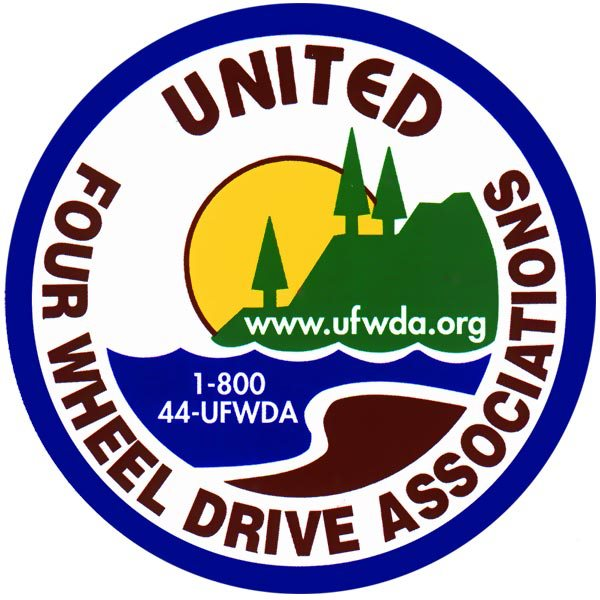 UNITED
FOUR WHEEL DRIVE ASSOCIATIONS
www.ufwda.org
1-800
44-UFWDA